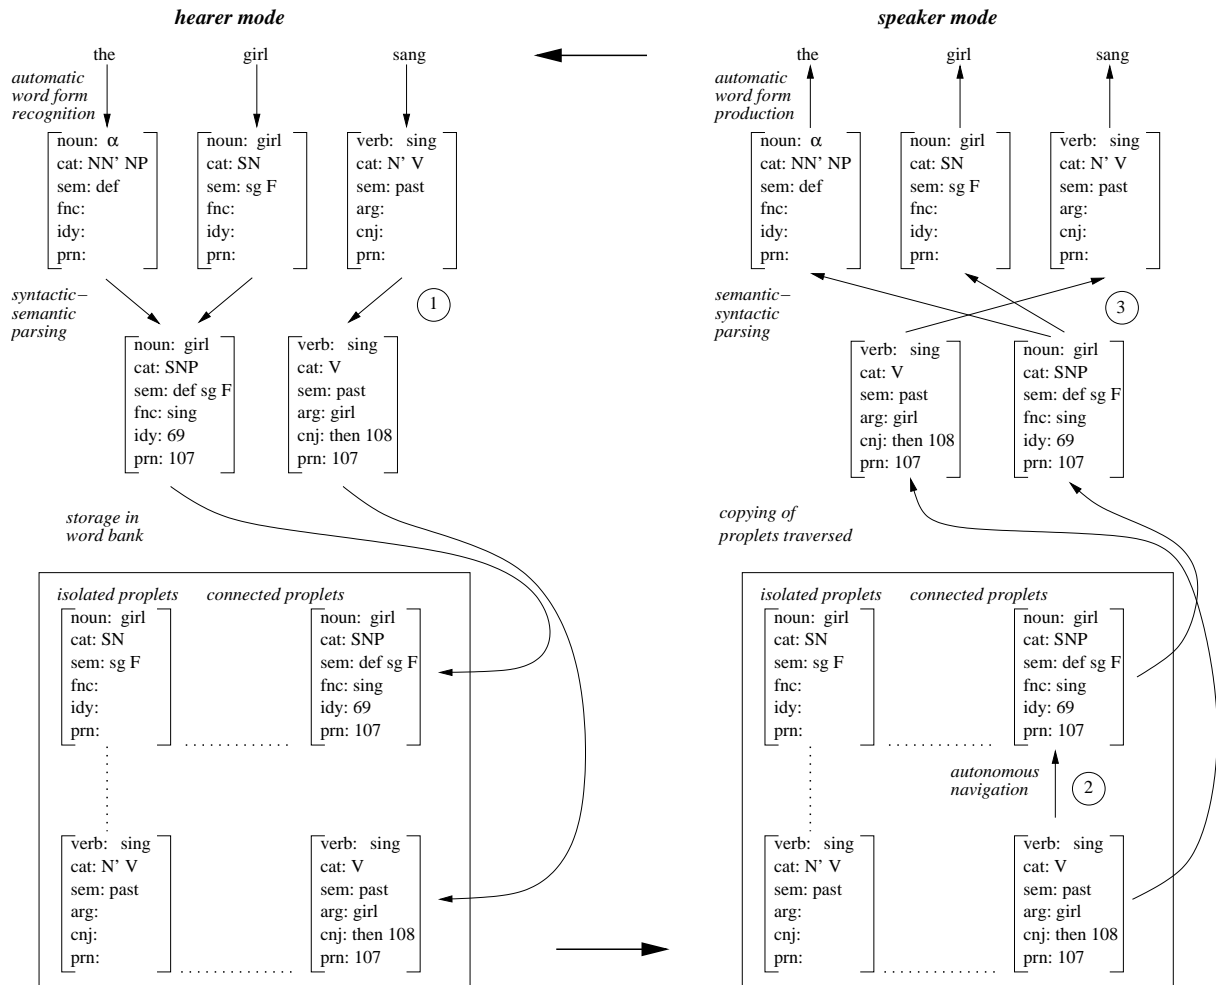 hearer mode
the
girl
sang
automatic
word form
recognition
noun: α
cat: NN' NP
sem: def
fnc:
idy:
prn:
noun: girl
cat: SN
sem: sg F
fnc:
idy:
prn:
verb: sing
cat: N' V
sem: past
arg:
cnj:
prn:
syntactic–
semantic
parsing
1
noun: girl
cat: SNP
sem: def sg F
fnc: sing
idy: 69
prn: 107
verb: sing
cat: V
sem: past
arg: girl
cnj: then 108
prn: 107
storage in
word bank
isolated proplets
connected proplets
noun: girl
cat: SN
sem: sg F
fnc:
idy:
prn:
noun: girl
cat: SNP
sem: def sg F
fnc: sing
idy: 69
prn: 107
verb: sing
cat: N' V
sem: past
arg:
cnj:
prn:
verb: sing
cat: V
sem: past
arg: girl
cnj: then 108
prn: 107
speaker mode
the
girl
sang
automatic
word form
production
noun: α
cat: NN' NP
sem: def
fnc:
idy:
prn:
noun: girl
cat: SN
sem: sg F
fnc:
idy:
prn:
verb: sing
cat: N' V
sem: past
arg:
cnj:
prn:
semantic–
syntactic
parsing
3
verb: sing
cat: V
sem: past
arg: girl
cnj: then 108
prn: 107
noun: girl
cat: SNP
sem: def sg F
fnc: sing
idy: 69
prn: 107
copying of
proplets traversed
isolated proplets
connected proplets
noun: girl
cat: SN
sem: sg F
fnc:
idy:
prn:
noun: girl
cat: SNP
sem: def sg F
fnc: sing
idy: 69
prn: 107
autonomous
navigation
2
verb: sing
cat: N' V
sem: past
arg:
cnj:
prn:
verb: sing
cat: V
sem: past
arg: girl
cnj: then 108
prn: 107